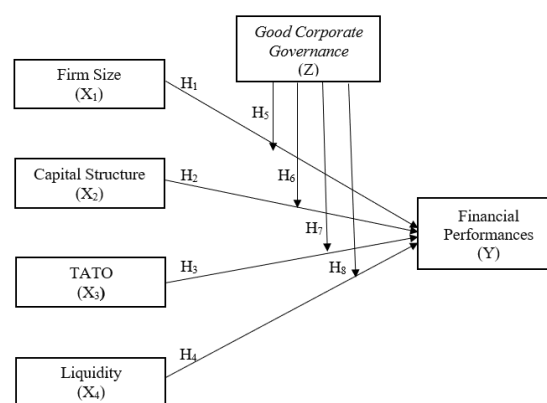 Good Corporate
Governance
(Z)
Firm Size
(X₁)
H₁
H₅
Capital Structure
(X₂)
H₂
H₆
Financial
Performances
(Y)
H₇
TATO
(X₃)
H₃
H₈
Liquidity
(X₄)
H₄